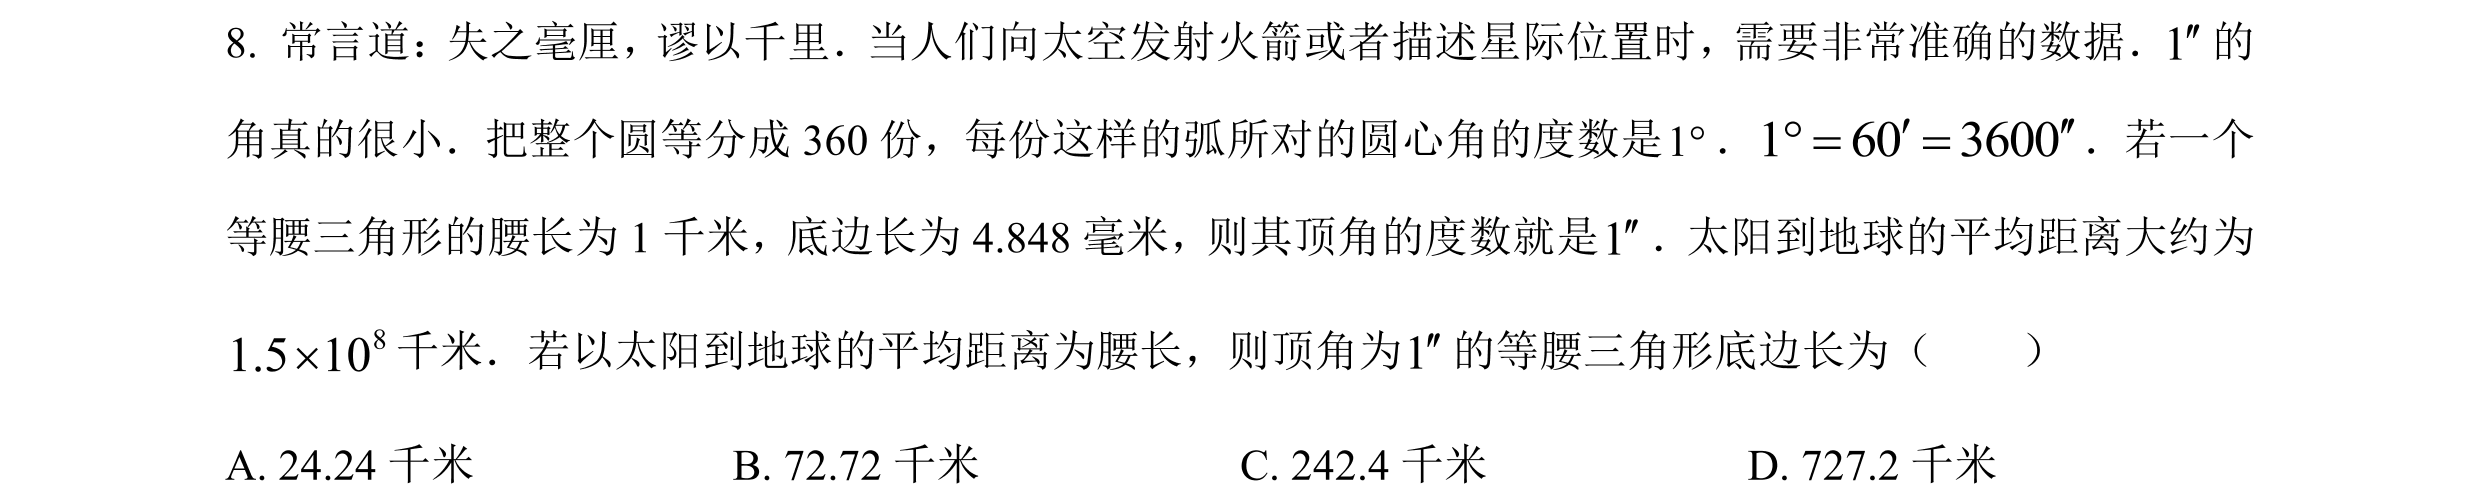 8. 常言道：失之毫厘，谬以千里．当人们向太空发射火箭或者描述星际位置时，需要非常准确的数据．1″的
角真的很小．把整个圆等分成 360 份，每份这样的弧所对的圆心角的度数是1°．1°=60′=3600″．若一个
等腰三角形的腰长为 1 千米，底边长为 4.848 毫米，则其顶角的度数就是1″．太阳到地球的平均距离大约为
1.5×10⁸千米．若以太阳到地球的平均距离为腰长，则顶角为1″的等腰三角形底边长为（　　）
A. 24.24 千米 B. 72.72 千米 C. 242.4 千米 D. 727.2 千米